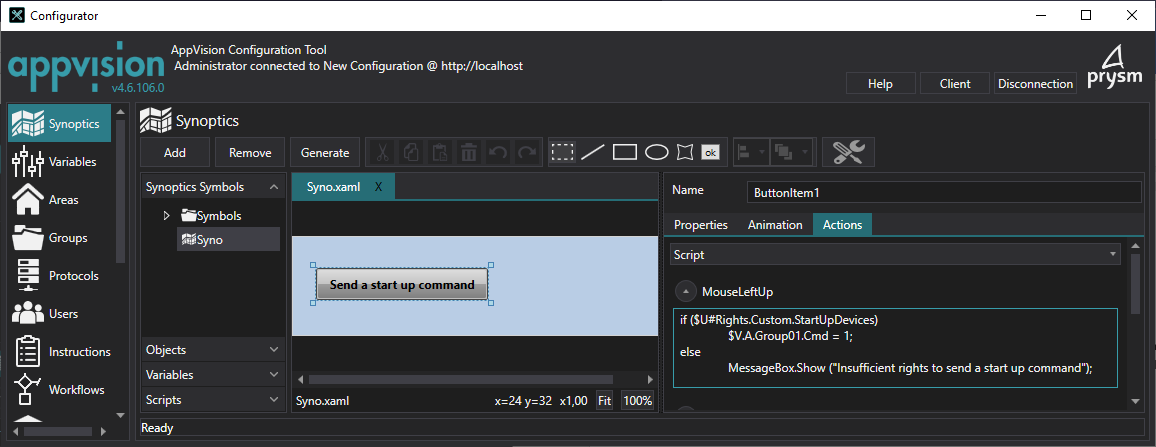 Configurator
appvision
v4.6.106.0
AppVision Configuration Tool
Administrator connected to New Configuration @ http://localhost
Help
Client
Disconnection
prysm
Synoptics
Variables
Areas
Groups
Protocols
Users
Instructions
Workflows
Synoptics
Add
Remove
Generate
ok
Synoptics Symbols
Symbols
Syno
Objects
Variables
Scripts
Syno.xaml X
Send a start up command
Syno.xaml x=24 y=32 x1,00 Fit 100%
Name ButtonItem1
Properties Animation Actions
Script
MouseLeftUp
if ($U#Rights.Custom.StartUpDevices)
$V.A.Group01.Cmd = 1;
else
MessageBox.Show ("Insufficient rights to send a start up command");
Ready